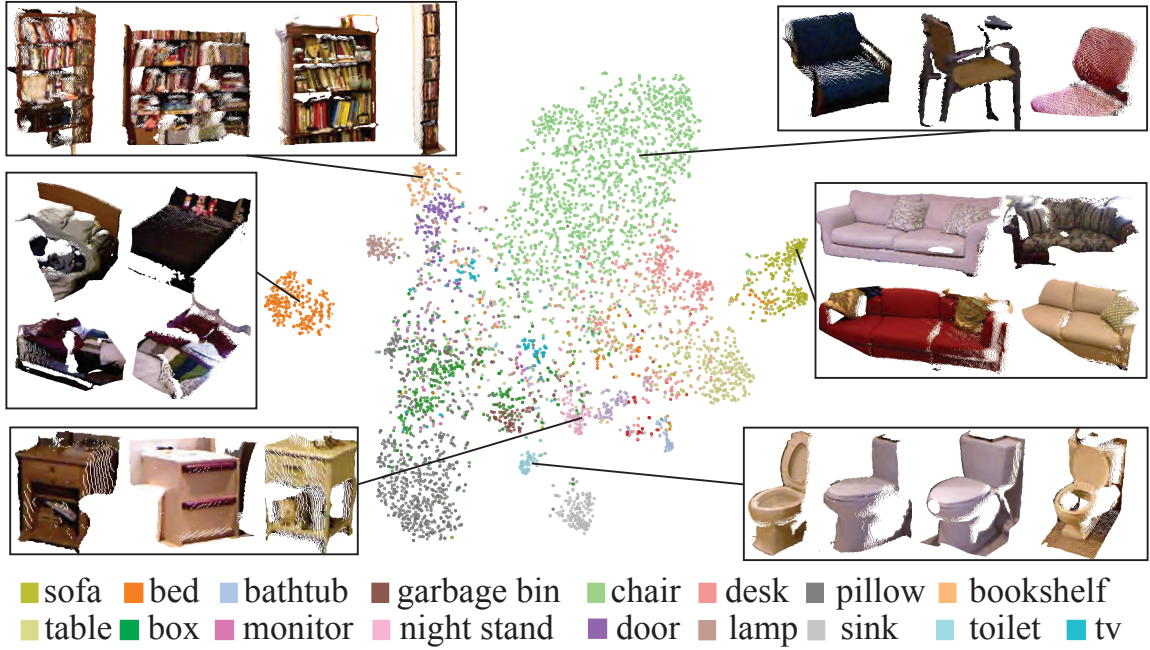 sofa bed bathtub garbage bin chair desk pillow bookshelf
table box monitor night stand door lamp sink toilet tv